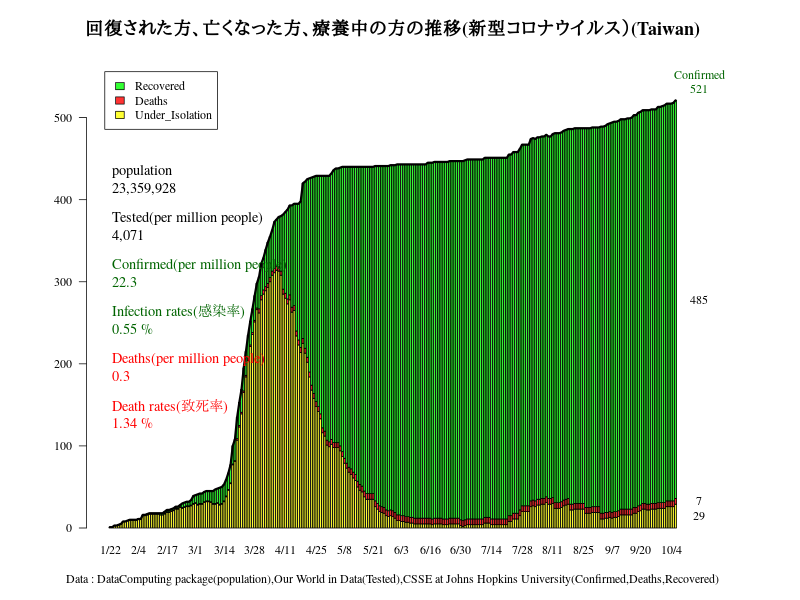 回復された方、亡くなった方、療養中の方の推移(新型コロナウイルス）(Taiwan)
Confirmed
521
Recovered
Deaths
Under_Isolation
500
400
300
200
100
0
population
23,359,928
Tested(per million people)
4,071
Confirmed(per million people)
22.3
Infection rates(感染率)
0.55 %
Deaths(per million people)
0.3
Death rates(致死率)
1.34 %
485
7
29
1/22 2/4 2/17 3/1 3/14 3/28 4/11 4/25 5/8 5/21 6/3 6/16 6/30 7/14 7/28 8/11 8/25 9/7 9/20 10/4
Data : DataComputing package(population),Our World in Data(Tested),CSSE at Johns Hopkins University(Confirmed,Deaths,Recovered)